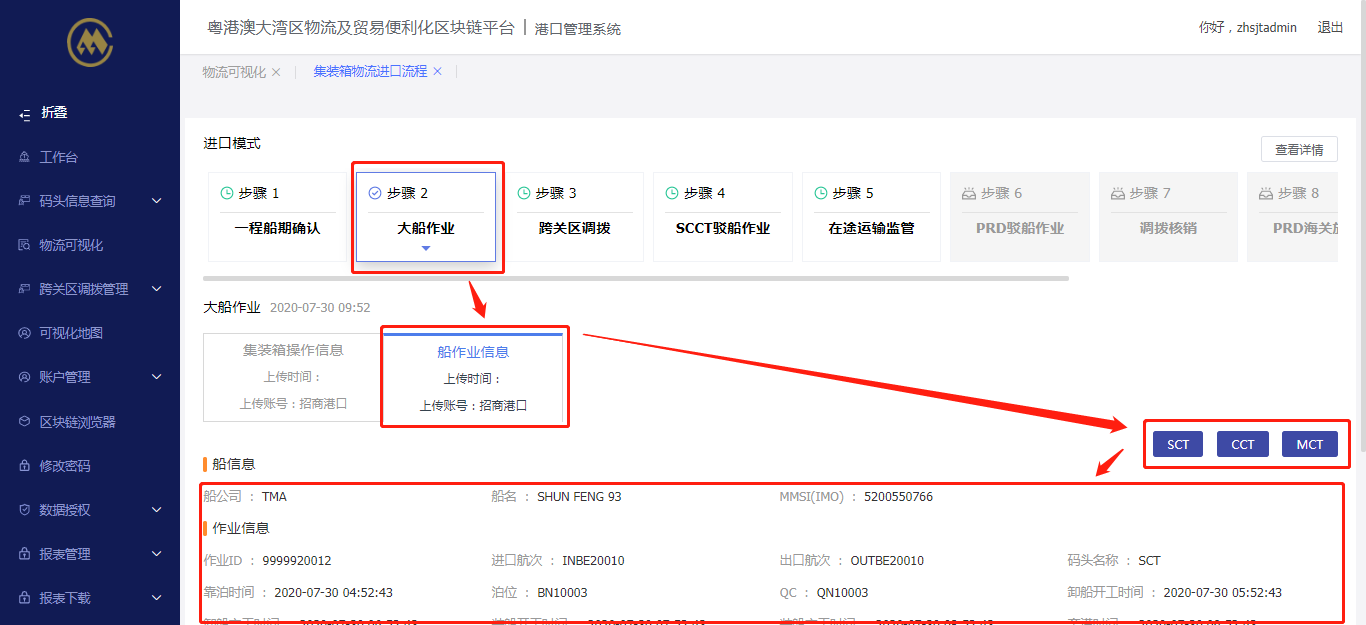 粤港澳大湾区物流及贸易便利化区块链平台 | 港口管理系统
你好，zhsjtadmin 退出
折叠
工作台
码头信息查询
物流可视化
跨关区调拨管理
可视化地图
账户管理
区块链浏览器
修改密码
数据授权
报表管理
报表下载
物流可视化 × 集装箱物流进口流程 ×
进口模式 查看详情
步骤 1 步骤 2 步骤 3 步骤 4 步骤 5 步骤 6 步骤 7 步骤 8
一程船期确认 大船作业 跨关区调拨 SCCT驳船作业 在途运输监管 PRD驳船作业 调拨核销 PRD海关放
大船作业 2020-07-30 09:52
集装箱操作信息 船作业信息
上传时间： 上传时间：
上传账号：招商港口 上传账号：招商港口
SCT CCT MCT
船信息
船公司 ： TMA 船名 ： SHUN FENG 93 MMSI(IMO) ： 5200550766
作业信息
作业ID ： 9999920012 进口航次 ： INBE20010 出口航次 ： OUTBE20010 码头名称 ： SCT
靠泊时间 ： 2020-07-30 04:52:43 泊位 ： BN10003 QC ： QN10003 卸船开工时间 ： 2020-07-30 05:52:43